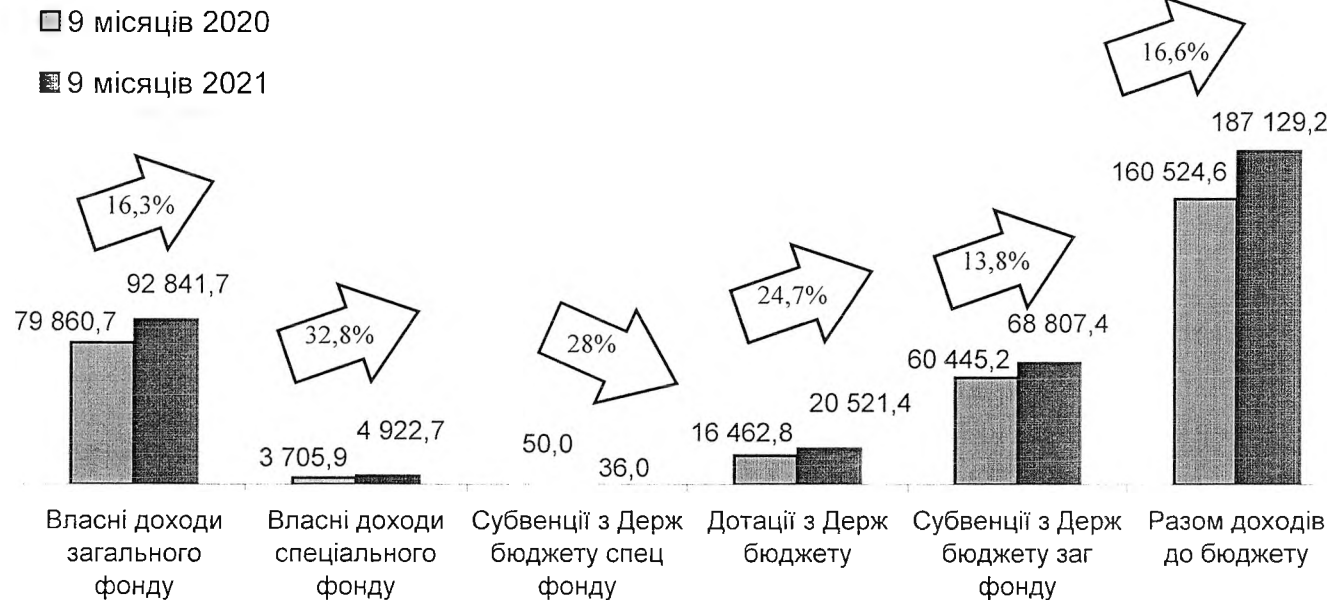 9 місяців 2020
9 місяців 2021
16,3%
79 860,7
92 841,7
32,8%
3 705,9
4 922,7
28%
50,0
36,0
24,7%
16 462,8
20 521,4
13,8%
60 445,2
68 807,4
16,6%
160 524,6
187 129,2
Власні доходи
загального
фонду
Власні доходи
спеціального
фонду
Субвенції з Держ
бюджету спец
фонду
Дотації з Держ
бюджету
Субвенції з Держ
бюджету заг
фонду
Разом доходів
до бюджету